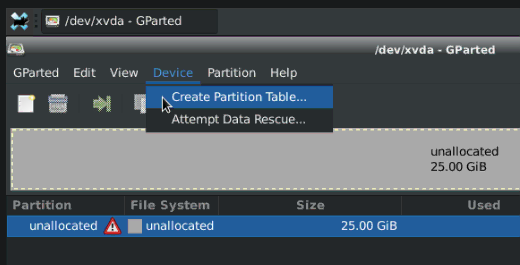 /dev/xvda - GParted
/dev/xvda - GParted
GParted Edit View Device Partition Help
Create Partition Table...
Attempt Data Rescue...
unallocated
25.00 GiB
Partition File System Size Used
unallocated unallocated 25.00 GiB